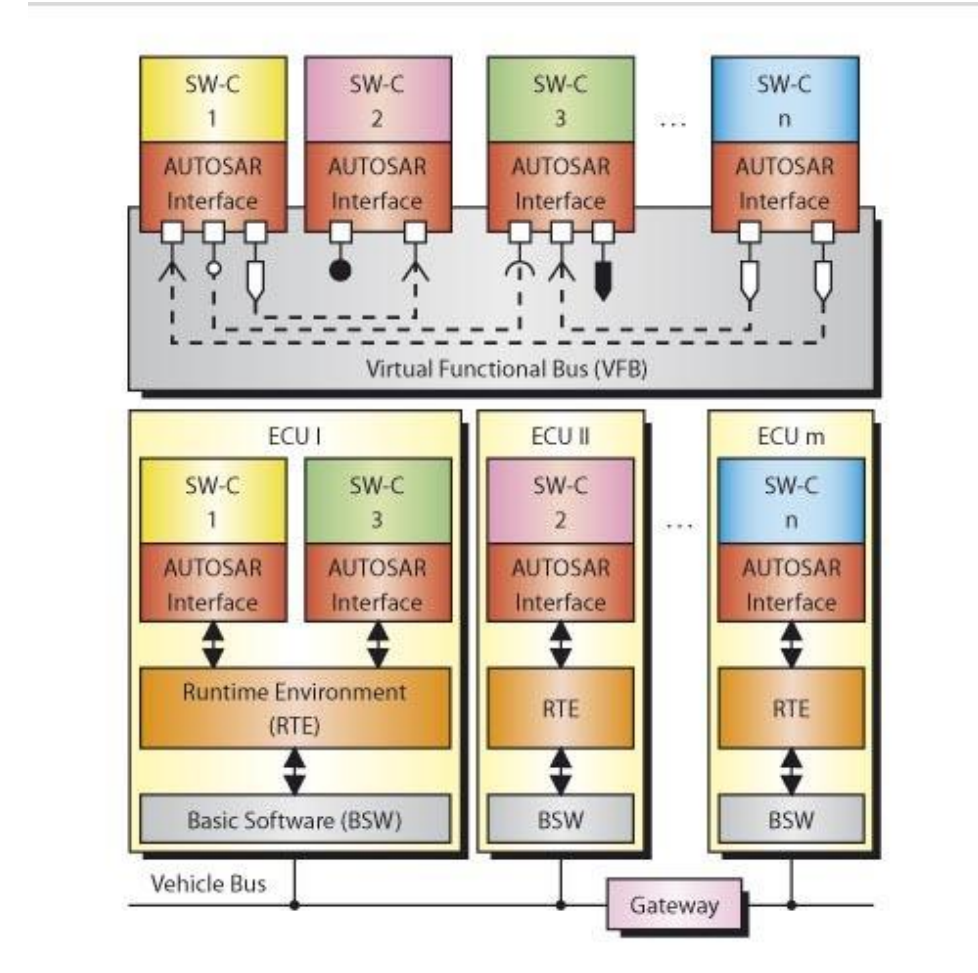 SW-C
1
AUTOSAR
Interface
SW-C
2
AUTOSAR
Interface
SW-C
3
AUTOSAR
Interface
...
SW-C
n
AUTOSAR
Interface
Virtual Functional Bus (VFB)
ECU I
SW-C
1
AUTOSAR
Interface
SW-C
3
AUTOSAR
Interface
Runtime Environment
(RTE)
Basic Software (BSW)
ECU II
SW-C
2
AUTOSAR
Interface
RTE
BSW
...
ECU m
SW-C
n
AUTOSAR
Interface
RTE
BSW
Vehicle Bus
Gateway